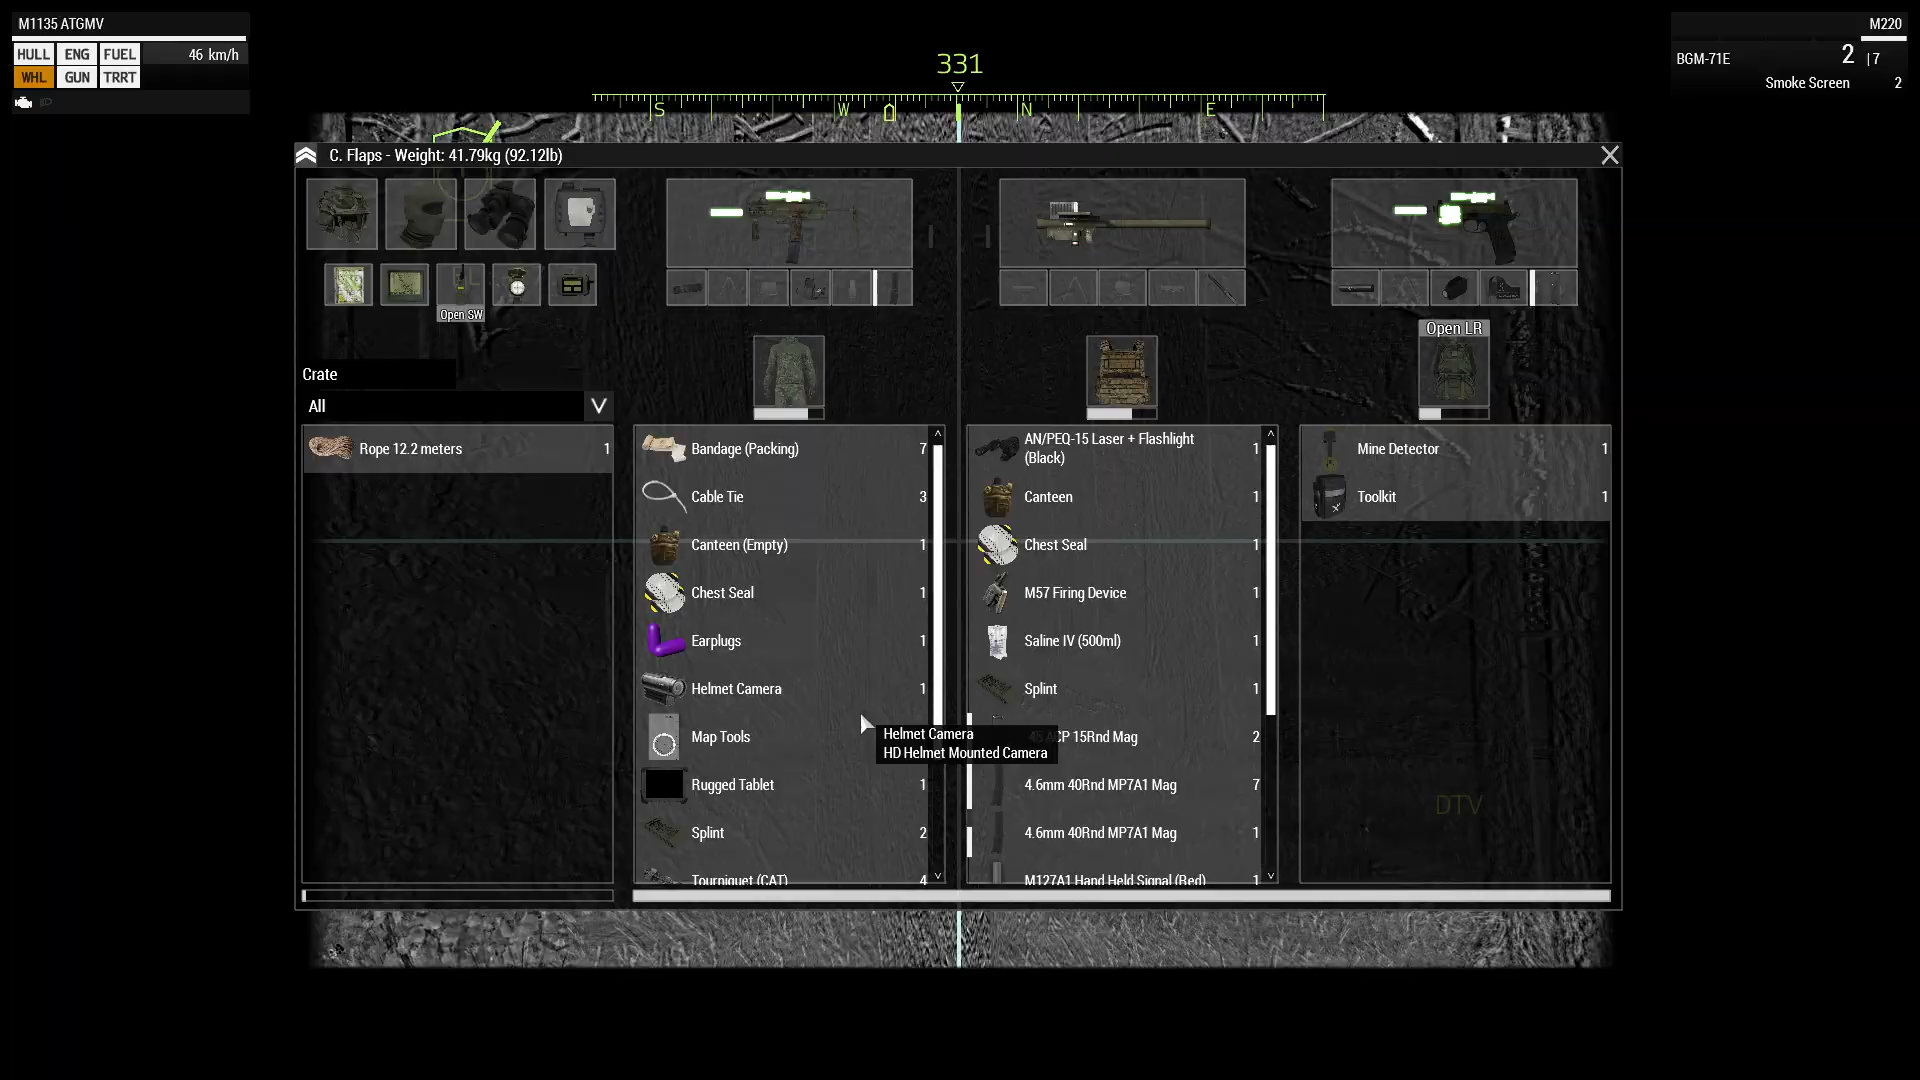 M1135 ATGMV
HULL ENG FUEL 46 km/h
WHL GUN TRRT
M220
BGM-71E 2 |7
Smoke Screen 2
331
S W N E
C. Flaps - Weight: 41.79kg (92.12lb)
Open SW
Open LR
Crate
All
Rope 12.2 meters 1
Bandage (Packing) 7
Cable Tie 3
Canteen (Empty) 1
Chest Seal 1
Earplugs 1
Helmet Camera 1
Map Tools
Rugged Tablet 1
Splint 2
Tourniquet (CAT) 4
Helmet Camera
HD Helmet Mounted Camera
AN/PEQ-15 Laser + Flashlight
(Black) 1
Canteen 1
Chest Seal 1
M57 Firing Device 1
Saline IV (500ml) 1
Splint 1
.45 ACP 15Rnd Mag 2
4.6mm 40Rnd MP7A1 Mag 7
4.6mm 40Rnd MP7A1 Mag 1
M127A1 Hand Held Signal (Red) 1
Mine Detector 1
Toolkit 1
DTV